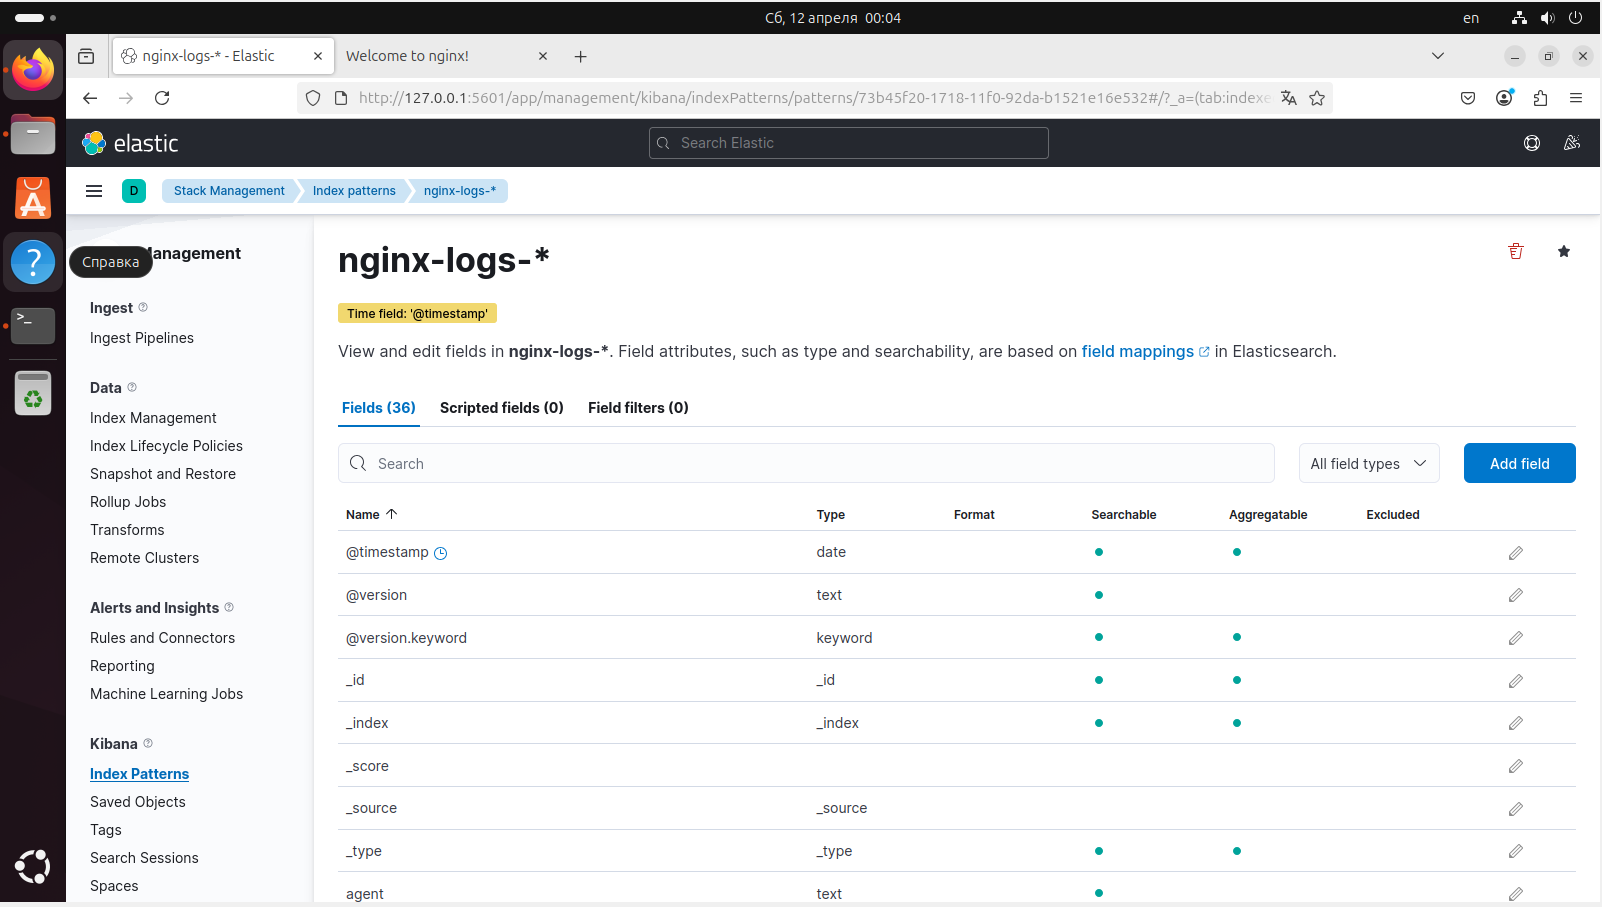 Сб, 12 апреля 00:04
en
nginx-logs-* - Elastic
Welcome to nginx!
http://127.0.0.1:5601/app/management/kibana/indexPatterns/patterns/73b45f20-1718-11f0-92da-b1521e16e532#/?_a=(tab:indexe
elastic
Search Elastic
D
Stack Management
Index patterns
nginx-logs-*
Справка
anagement
Ingest
Ingest Pipelines
Data
Index Management
Index Lifecycle Policies
Snapshot and Restore
Rollup Jobs
Transforms
Remote Clusters
Alerts and Insights
Rules and Connectors
Reporting
Machine Learning Jobs
Kibana
Index Patterns
Saved Objects
Tags
Search Sessions
Spaces
nginx-logs-*
Time field: '@timestamp'
View and edit fields in nginx-logs-*. Field attributes, such as type and searchability, are based on field mappings in Elasticsearch.
Fields (36) Scripted fields (0) Field filters (0)
Search
All field types
Add field
Name Type Format Searchable Aggregatable Excluded
@timestamp date
@version text
@version.keyword keyword
_id _id
_index _index
_score
_source _source
_type _type
agent text